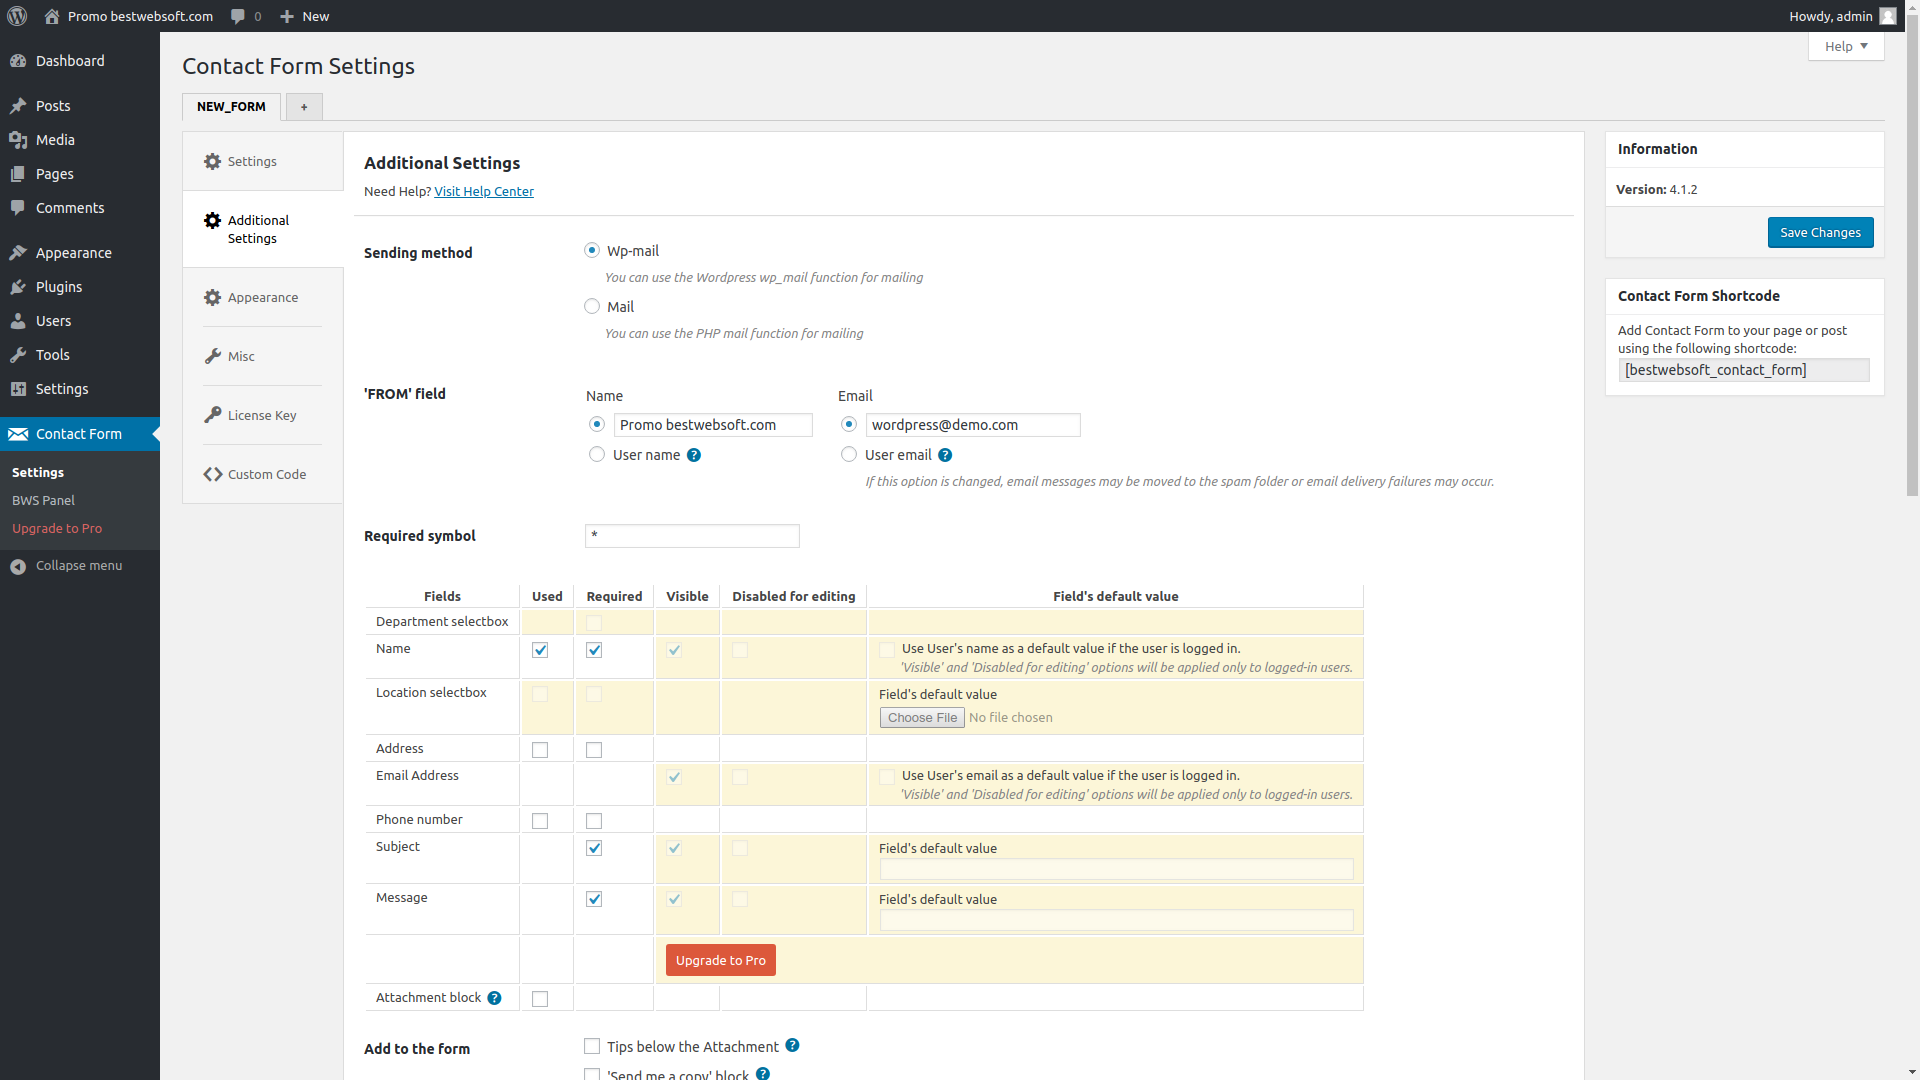 Promo bestwebsoft.com 0 New Howdy, admin
Help
Dashboard
Posts
Media
Pages
Comments
Appearance
Plugins
Users
Tools
Settings
Contact Form
Settings
BWS Panel
Upgrade to Pro
Collapse menu
Contact Form Settings
NEW_FORM +
Settings
Additional
Settings
Appearance
Misc
License Key
Custom Code
Additional Settings
Need Help? Visit Help Center
Sending method
Wp-mail
You can use the Wordpress wp_mail function for mailing
Mail
You can use the PHP mail function for mailing
'FROM' field
Name Email
Promo bestwebsoft.com wordpress@demo.com
User name ? User email ?
If this option is changed, email messages may be moved to the spam folder or email delivery failures may occur.
Required symbol *
Fields Used Required Visible Disabled for editing Field's default value
Department selectbox
Name Use User's name as a default value if the user is logged in.
'Visible' and 'Disabled for editing' options will be applied only to logged-in users.
Location selectbox Field's default value
Choose File No file chosen
Address
Email Address Use User's email as a default value if the user is logged in.
'Visible' and 'Disabled for editing' options will be applied only to logged-in users.
Phone number
Subject Field's default value
Message Field's default value
Upgrade to Pro
Attachment block ?
Add to the form
Tips below the Attachment ?
'Send me a copy' block ?
Information
Version: 4.1.2
Save Changes
Contact Form Shortcode
Add Contact Form to your page or post
using the following shortcode:
[bestwebsoft_contact_form]